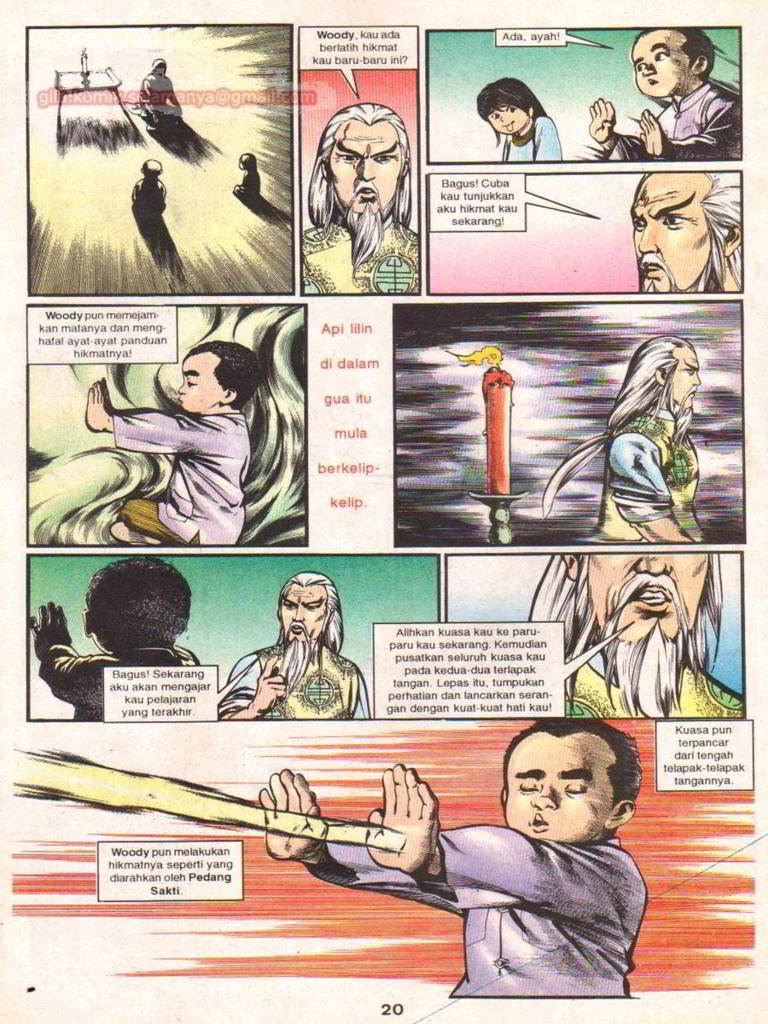 gilakomik.selamanya@gmail.com
Woody, kau ada
berlatih hikmat
kau baru-baru ini?
Ada, ayah!
Bagus! Cuba
kau tunjukkan
aku hikmat kau
sekarang!
Woody pun memejam-
kan matanya dan meng-
hafal ayat-ayat panduan
hikmatnya!
Api lilin
di dalam
gua itu
mula
berkelip-
kelip.
Bagus! Sekarang
aku akan mengajar
kau pelajaran
yang terakhir.
Alihkan kuasa kau ke paru-
paru kau sekarang. Kemudian
pusatkan seluruh kuasa kau
pada kedua-dua terlapak
tangan. Lepas itu, tumpukan
perhatian dan lancarkan seran-
gan dengan kuat-kuat hati kau!
Kuasa pun
terpancar
dari tengah
telapak-telapak
tangannya.
Woody pun melakukan
hikmatnya seperti yang
diarahkan oleh Pedang
Sakti.
20